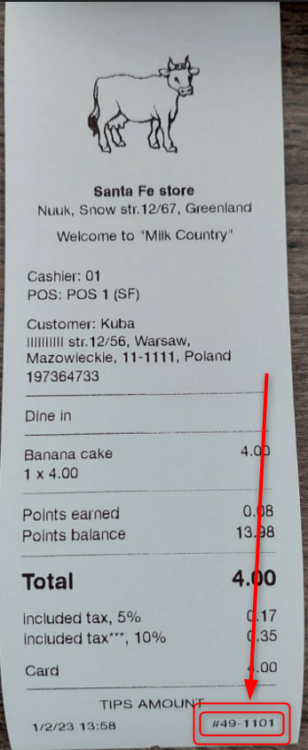 Santa Fe store
Nuuk, Snow str.12/67, Greenland
Welcome to "Milk Country"
Cashier: 01
POS: POS 1 (SF)
Customer: Kuba
IIIIIIIIII str.12/56, Warsaw,
Mazowieckie, 11-1111, Poland
197364733
Dine in
Banana cake 4.00
1 x 4.00
Points earned 0.08
Points balance 13.98
Total 4.00
included tax, 5% 0.17
included tax***, 10% 0.35
Card 4.00
TIPS AMOUNT
1/2/23 13:58 #49-1101